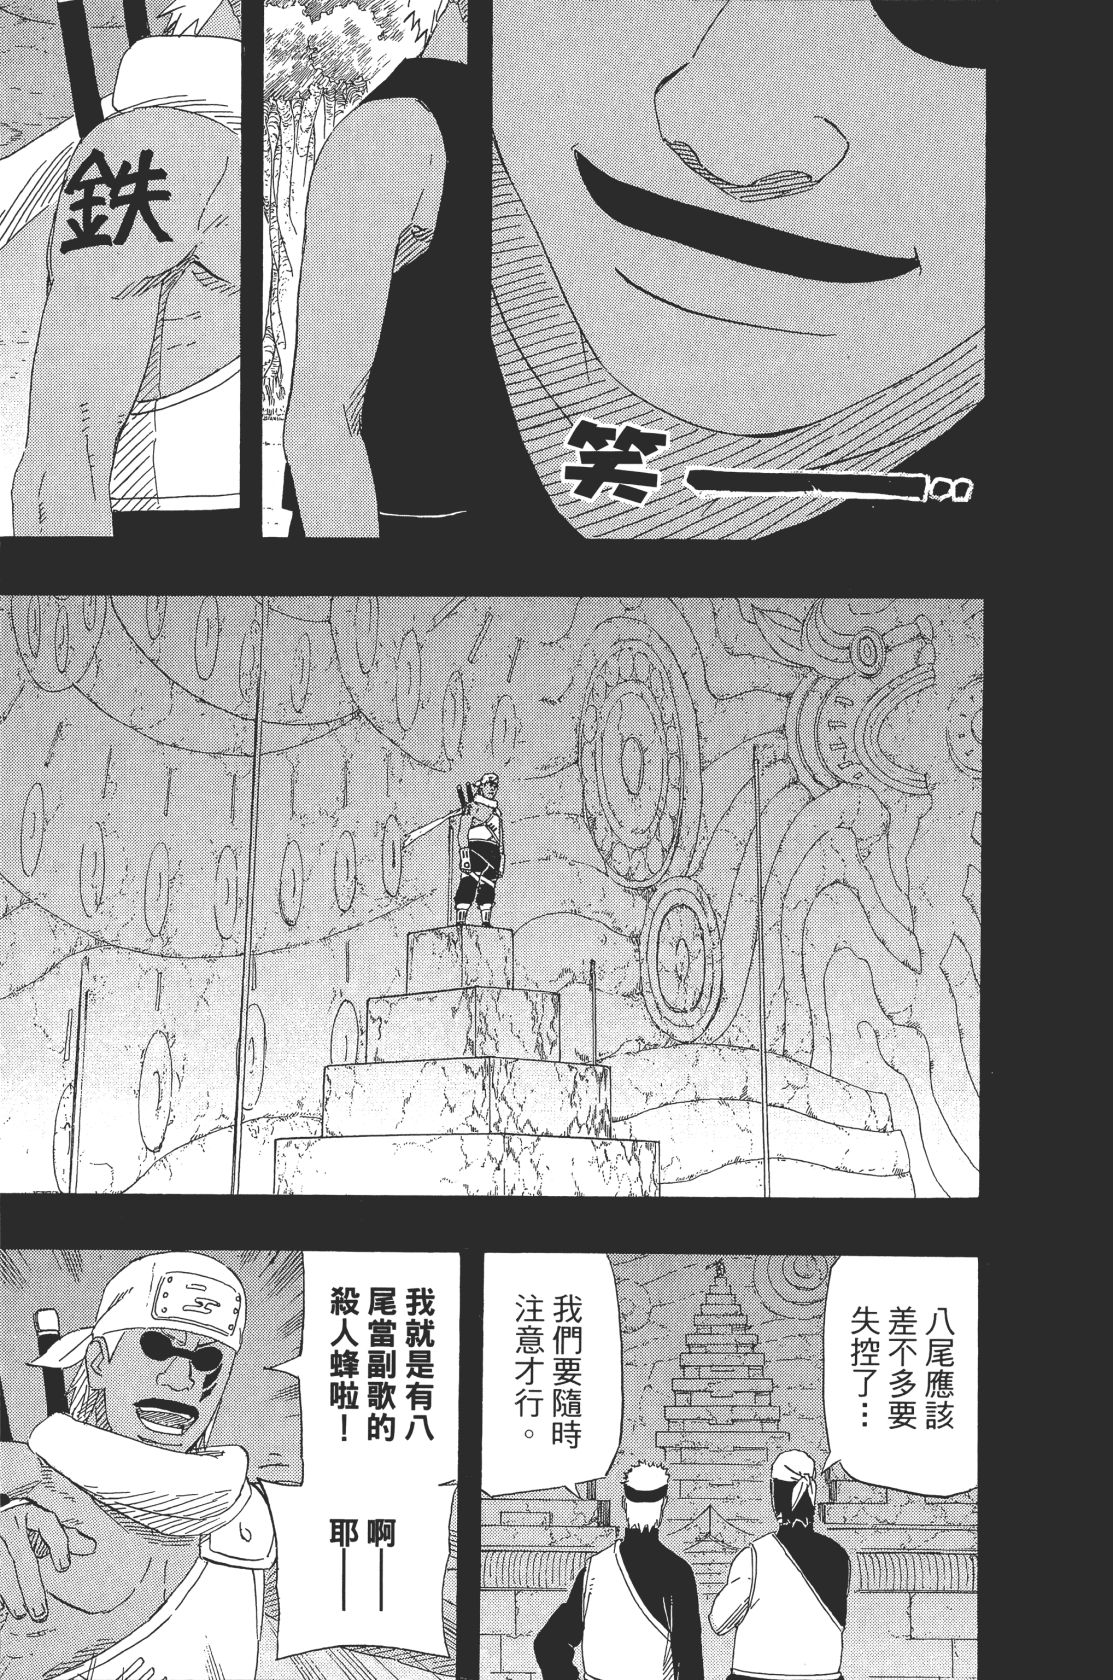 笑——…
鉄
八尾應該
差不多要
失控了…
我們要隨時
注意才行。
我就是有八
尾當副歌的
殺人蜂啦！
啊——
耶——